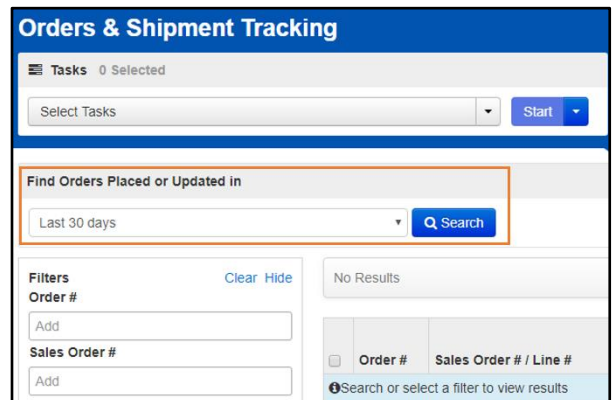 Orders & Shipment Tracking
Tasks 0 Selected
Select Tasks
Start
Find Orders Placed or Updated in
Last 30 days
Search
Filters Clear Hide
Order #
Add
Sales Order #
Add
No Results
Order # Sales Order # / Line #
Search or select a filter to view results